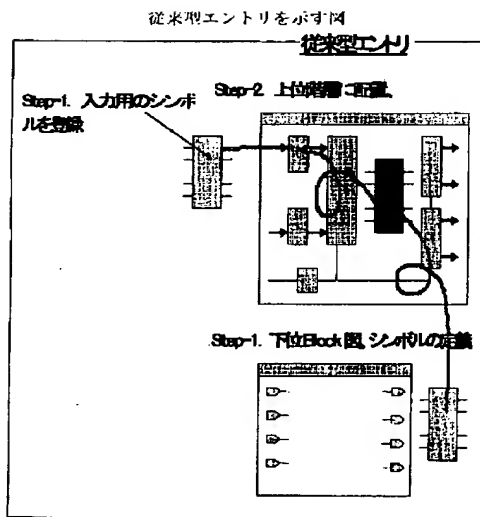 従来型エントリを示す図
従来型エントリ
Step-1. 入力用のシンボ
ルを登録
Step-2. 上位階層に配置、
Step-1. 下位Block図、シンボルの定義